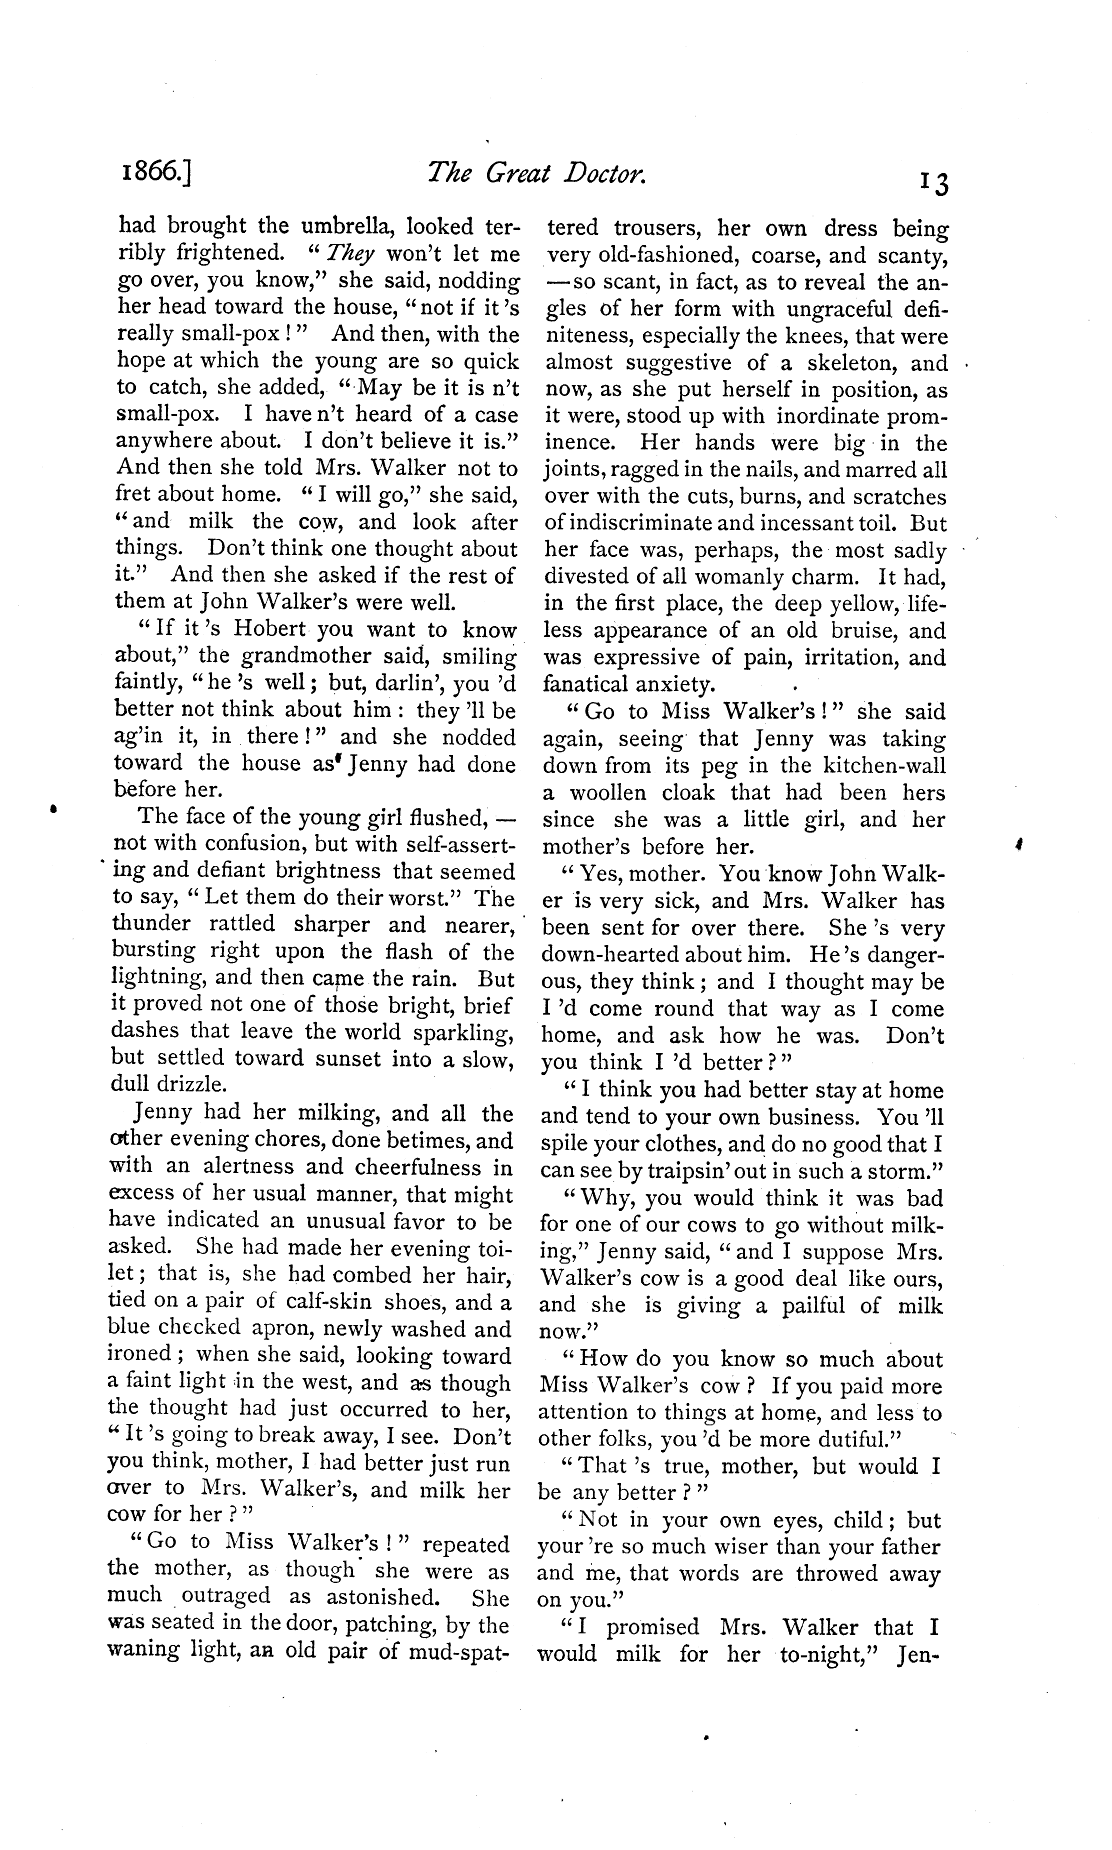 1866.] The Great Doctor. 13
had brought the umbrella, looked ter-
ribly frightened. “They won’t let me
go over, you know,” she said, nodding
her head toward the house, “not if it ’s
really small-pox!” And then, with the
hope at which the young are so quick
to catch, she added, “May be it is n’t
small-pox. I have n’t heard of a case
anywhere about. I don’t believe it is.”
And then she told Mrs. Walker not to
fret about home. “I will go,” she said,
“and milk the cow, and look after
things. Don’t think one thought about
it.” And then she asked if the rest of
them at John Walker’s were well.
“If it ’s Hobert you want to know
about,” the grandmother said, smiling
faintly, “he ’s well; but, darlin’, you ’d
better not think about him: they ’ll be
ag’in it, in there!” and she nodded
toward the house as Jenny had done
before her.
The face of the young girl flushed, —
not with confusion, but with self-assert-
ing and defiant brightness that seemed
to say, “Let them do their worst.” The
thunder rattled sharper and nearer,
bursting right upon the flash of the
lightning, and then came the rain. But
it proved not one of those bright, brief
dashes that leave the world sparkling,
but settled toward sunset into a slow,
dull drizzle.
Jenny had her milking, and all the
other evening chores, done betimes, and
with an alertness and cheerfulness in
excess of her usual manner, that might
have indicated an unusual favor to be
asked. She had made her evening toi-
let; that is, she had combed her hair,
tied on a pair of calf-skin shoes, and a
blue checked apron, newly washed and
ironed; when she said, looking toward
a faint light in the west, and as though
the thought had just occurred to her,
“It ’s going to break away, I see. Don’t
you think, mother, I had better just run
over to Mrs. Walker’s, and milk her
cow for her?”
“Go to Miss Walker’s!” repeated
the mother, as though she were as
much outraged as astonished. She
was seated in the door, patching, by the
waning light, an old pair of mud-spat-
tered trousers, her own dress being
very old-fashioned, coarse, and scanty,
—so scant, in fact, as to reveal the an-
gles of her form with ungraceful defi-
niteness, especially the knees, that were
almost suggestive of a skeleton, and
now, as she put herself in position, as
it were, stood up with inordinate prom-
inence. Her hands were big in the
joints, ragged in the nails, and marred all
over with the cuts, burns, and scratches
of indiscriminate and incessant toil. But
her face was, perhaps, the most sadly
divested of all womanly charm. It had,
in the first place, the deep yellow, life-
less appearance of an old bruise, and
was expressive of pain, irritation, and
fanatical anxiety.
“Go to Miss Walker’s!” she said
again, seeing that Jenny was taking
down from its peg in the kitchen-wall
a woollen cloak that had been hers
since she was a little girl, and her
mother’s before her.
“Yes, mother. You know John Walk-
er is very sick, and Mrs. Walker has
been sent for over there. She ’s very
down-hearted about him. He ’s danger-
ous, they think; and I thought may be
I ’d come round that way as I come
home, and ask how he was. Don’t
you think I ’d better?”
“I think you had better stay at home
and tend to your own business. You ’ll
spile your clothes, and do no good that I
can see by traipsin’ out in such a storm.”
“Why, you would think it was bad
for one of our cows to go without milk-
ing,” Jenny said, “and I suppose Mrs.
Walker’s cow is a good deal like ours,
and she is giving a pailful of milk
now.”
“How do you know so much about
Miss Walker’s cow? If you paid more
attention to things at home, and less to
other folks, you ’d be more dutiful.”
“That ’s true, mother, but would I
be any better?”
“Not in your own eyes, child; but
your ’re so much wiser than your father
and me, that words are throwed away
on you.”
“I promised Mrs. Walker that I
would milk for her to-night,” Jen-